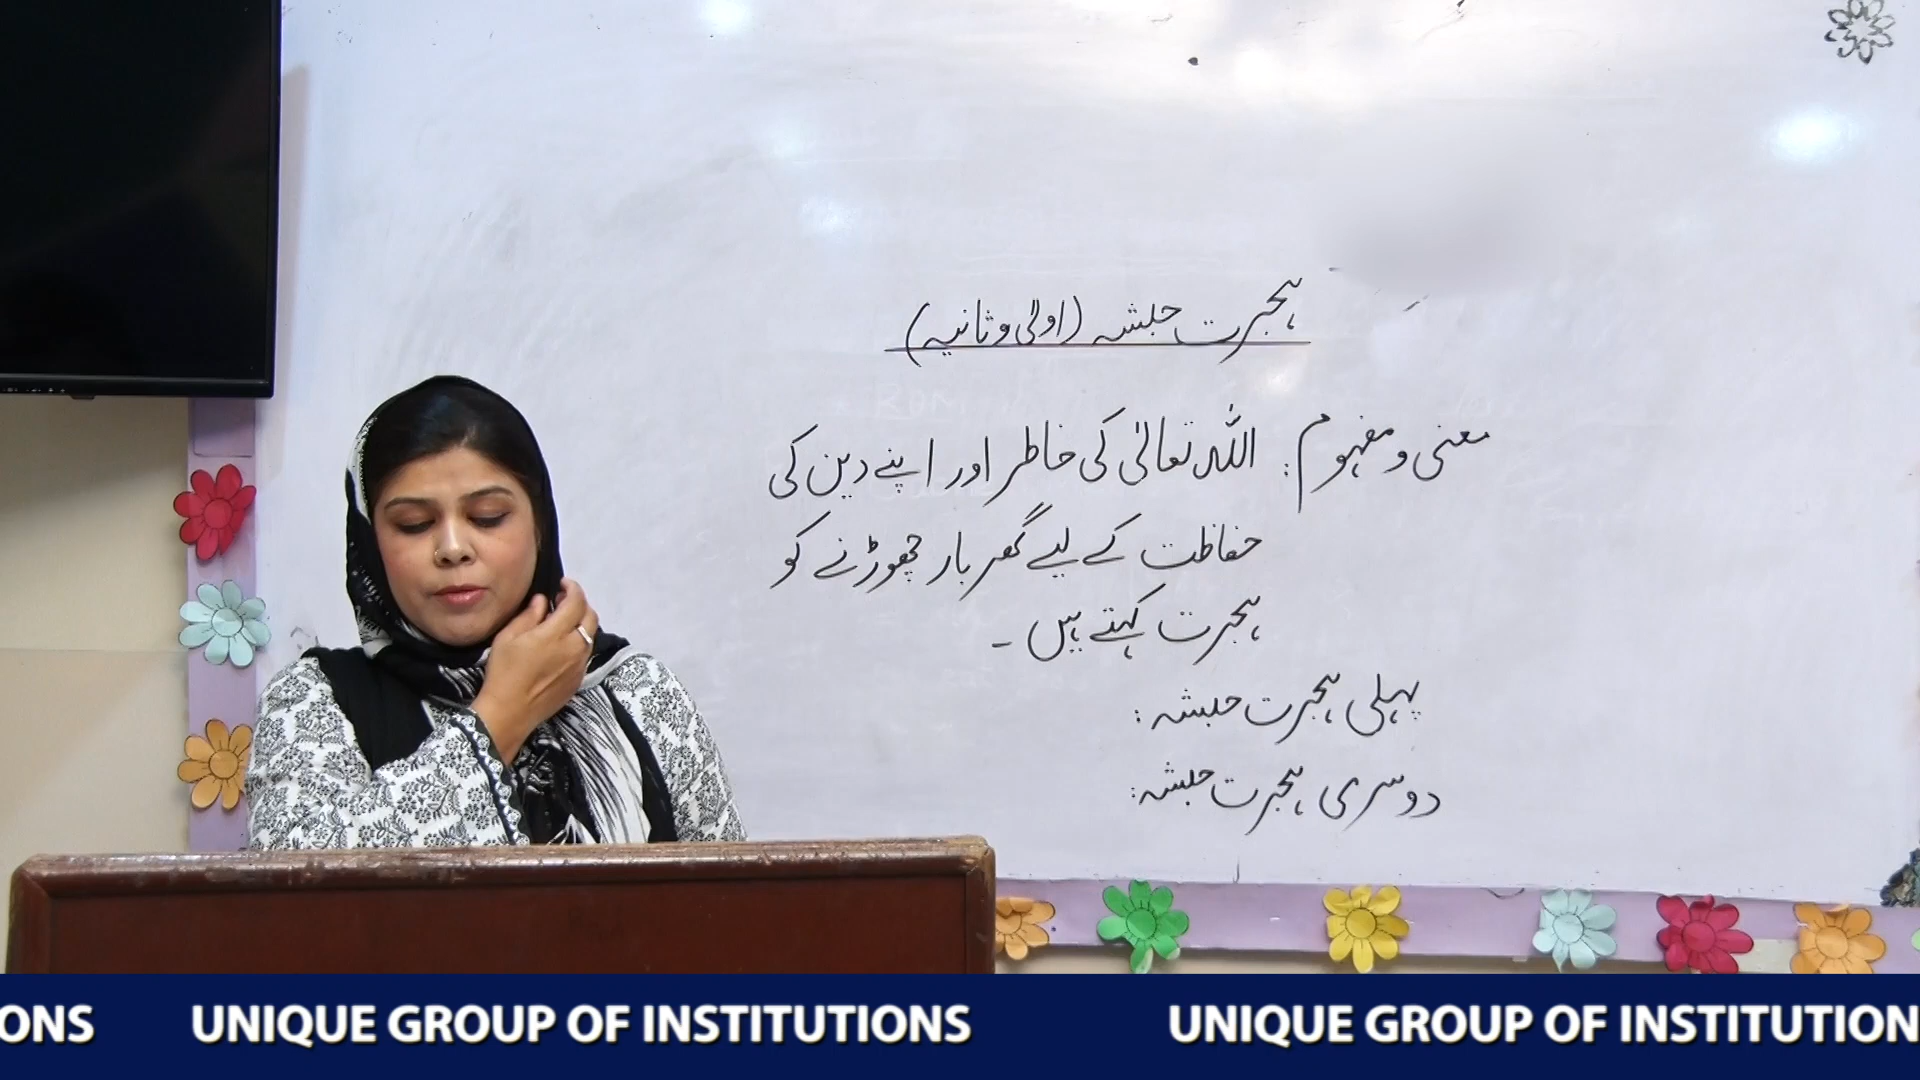 ہجرت حبشہ (اولیٰ و ثانیہ)
معنی و مفہوم: اللہ تعالیٰ کی خاطر اور اپنے دین کی
حفاظت کے لیے گھر بار چھوڑنے کو
ہجرت کہتے ہیں۔
پہلی ہجرت حبشہ:
دوسری ہجرت حبشہ:
ONS UNIQUE GROUP OF INSTITUTIONS UNIQUE GROUP OF INSTITUTION